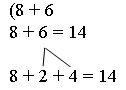 (8 + 6
8 + 6 = 14
8 + 2 + 4 = 14